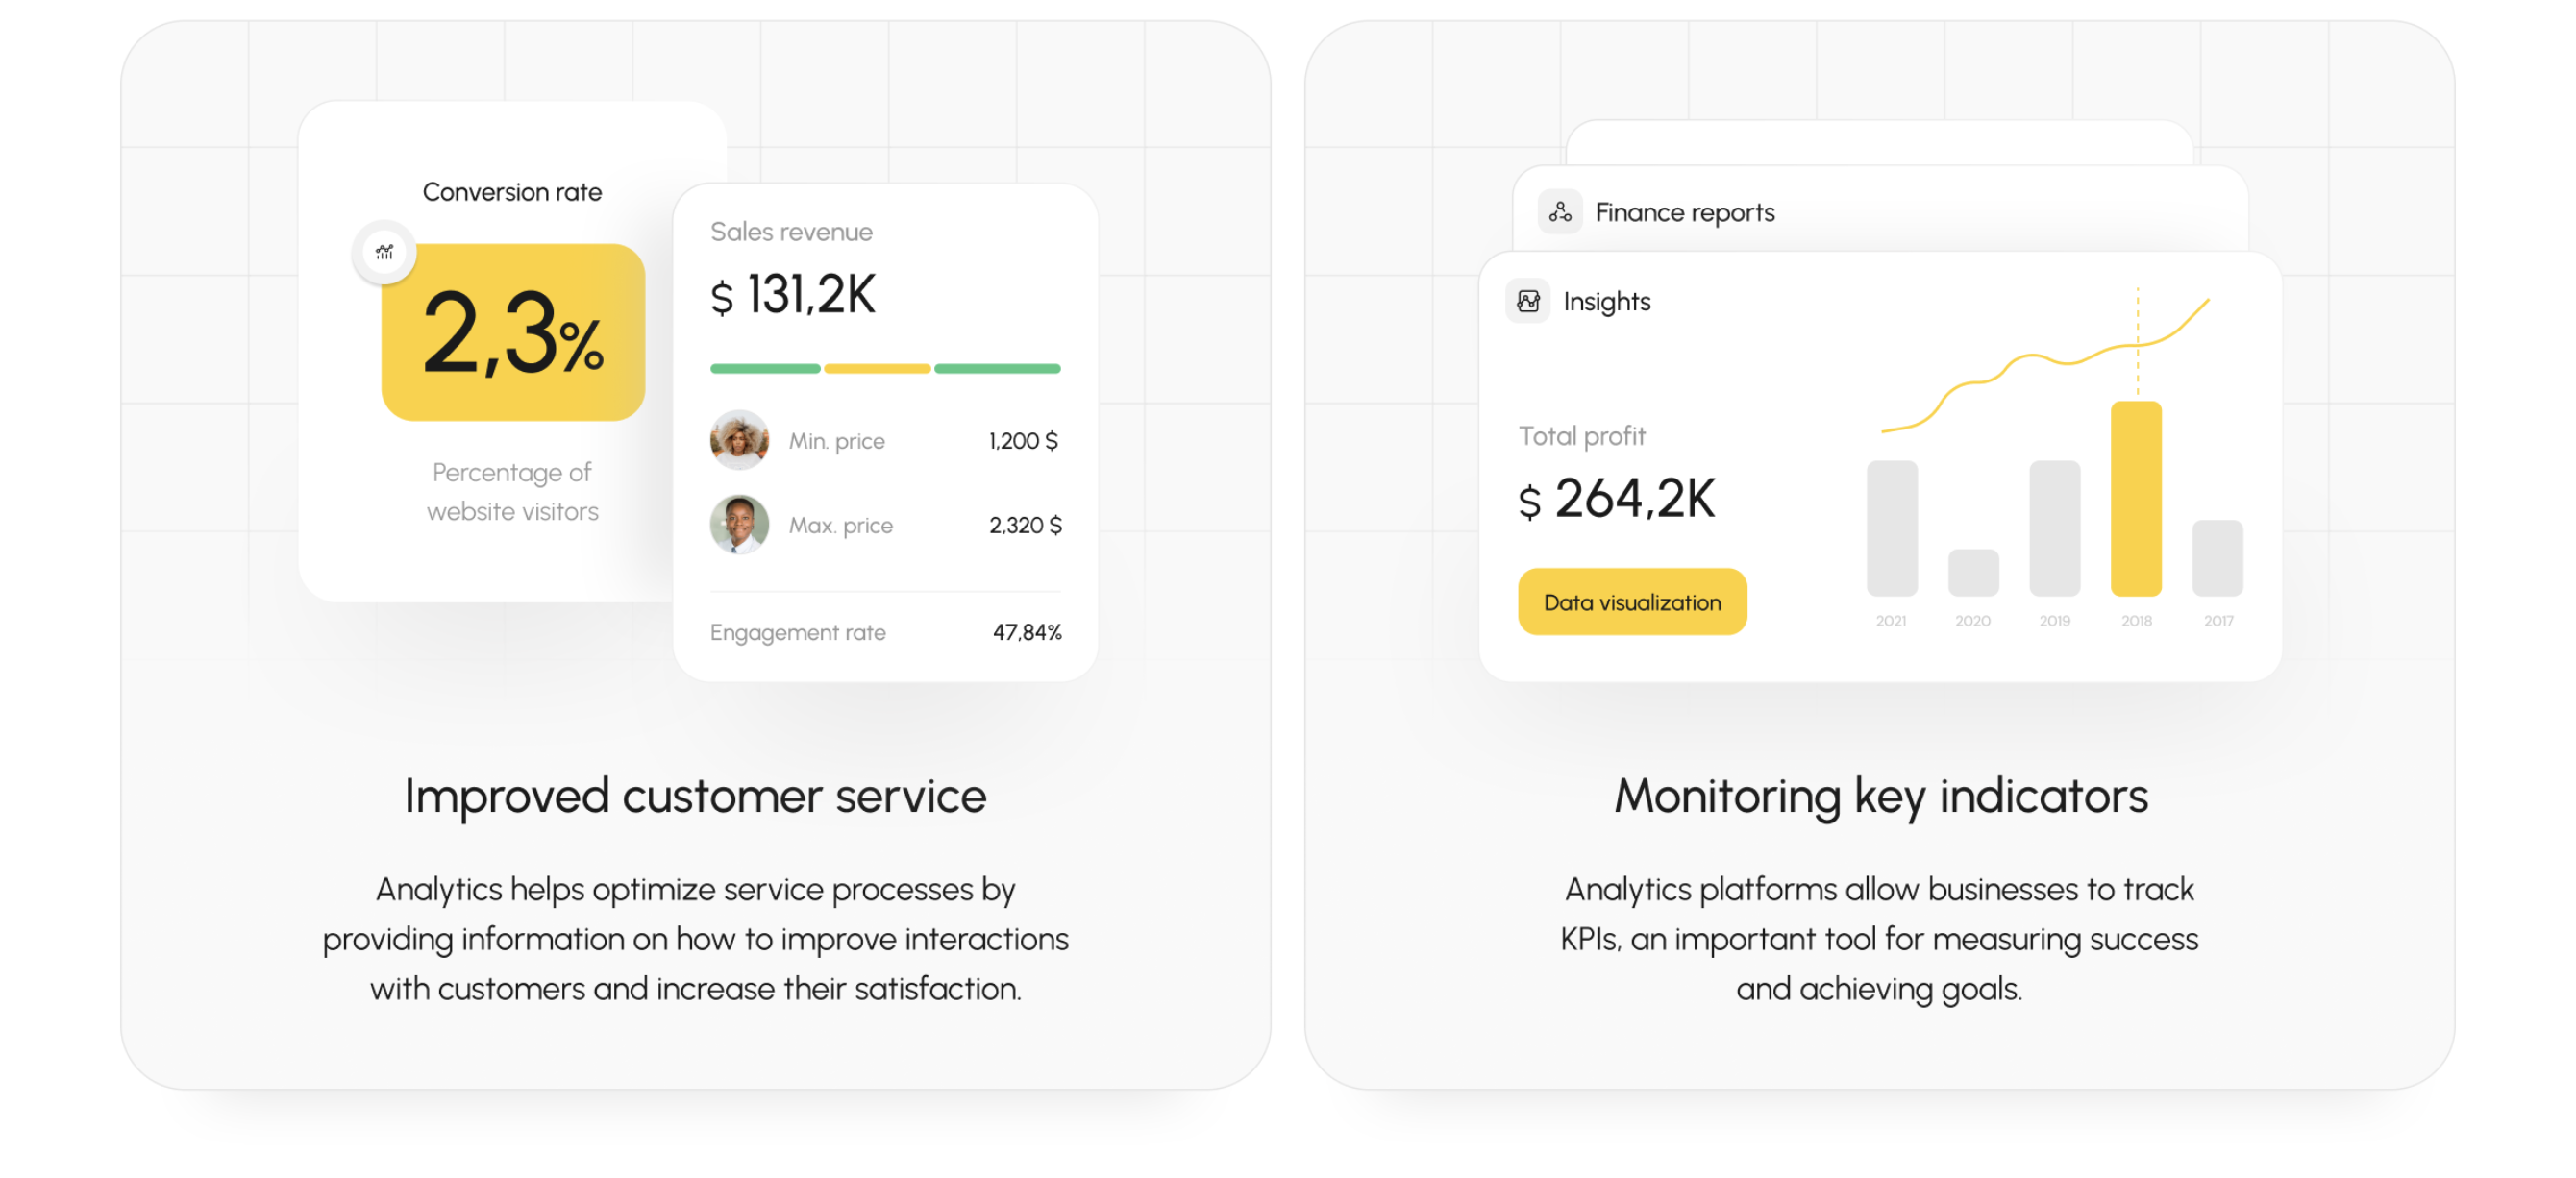 Conversion rate
2,3%
Percentage of
website visitors
Sales revenue
$ 131,2K
Min. price 1,200 $
Max. price 2,320 $
Engagement rate 47,84%
Improved customer service
Analytics helps optimize service processes by
providing information on how to improve interactions
with customers and increase their satisfaction.
Finance reports
Insights
Total profit
$ 264,2K
Data visualization
2021 2020 2019 2018 2017
Monitoring key indicators
Analytics platforms allow businesses to track
KPIs, an important tool for measuring success
and achieving goals.